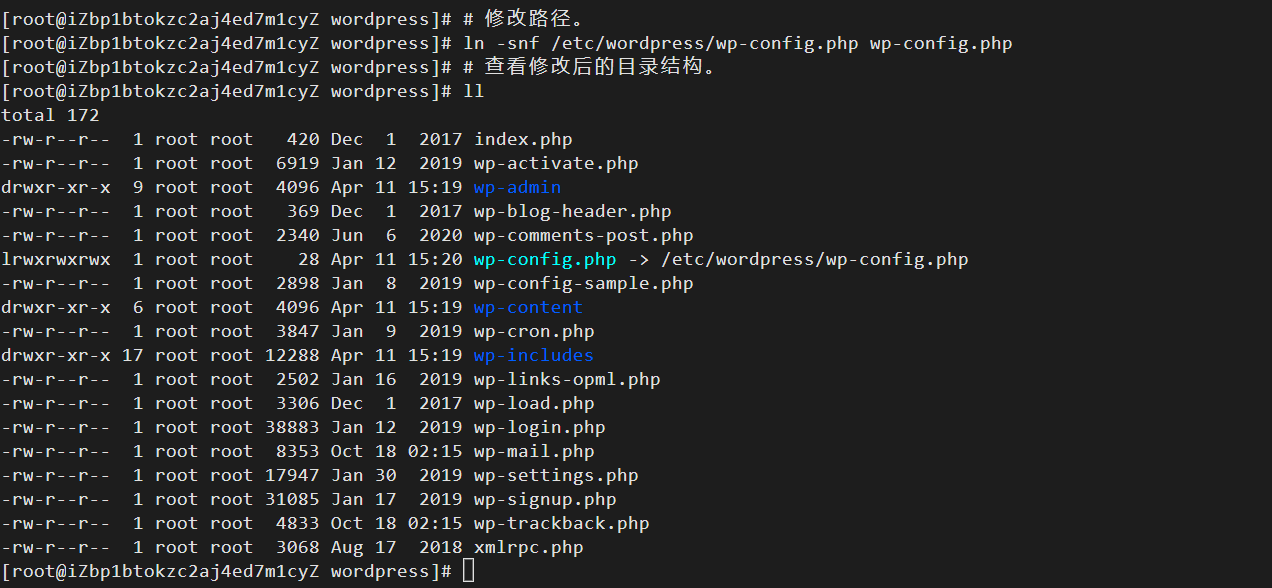 [root@iZbp1btokzc2aj4ed7m1cyZ wordpress]# # 修改路径。
[root@iZbp1btokzc2aj4ed7m1cyZ wordpress]# ln -snf /etc/wordpress/wp-config.php wp-config.php
[root@iZbp1btokzc2aj4ed7m1cyZ wordpress]# # 查看修改后的目录结构。
[root@iZbp1btokzc2aj4ed7m1cyZ wordpress]# ll
total 172
-rw-r--r--  1 root root   420 Dec  1  2017 index.php
-rw-r--r--  1 root root  6919 Jan 12  2019 wp-activate.php
drwxr-xr-x  9 root root  4096 Apr 11 15:19 wp-admin
-rw-r--r--  1 root root   369 Dec  1  2017 wp-blog-header.php
-rw-r--r--  1 root root  2340 Jun  6  2020 wp-comments-post.php
lrwxrwxrwx  1 root root    28 Apr 11 15:20 wp-config.php -> /etc/wordpress/wp-config.php
-rw-r--r--  1 root root  2898 Jan  8  2019 wp-config-sample.php
drwxr-xr-x  6 root root  4096 Apr 11 15:19 wp-content
-rw-r--r--  1 root root  3847 Jan  9  2019 wp-cron.php
drwxr-xr-x 17 root root 12288 Apr 11 15:19 wp-includes
-rw-r--r--  1 root root  2502 Jan 16  2019 wp-links-opml.php
-rw-r--r--  1 root root  3306 Dec  1  2017 wp-load.php
-rw-r--r--  1 root root 38883 Jan 12  2019 wp-login.php
-rw-r--r--  1 root root  8353 Oct 18 02:15 wp-mail.php
-rw-r--r--  1 root root 17947 Jan 30  2019 wp-settings.php
-rw-r--r--  1 root root 31085 Jan 17  2019 wp-signup.php
-rw-r--r--  1 root root  4833 Oct 18 02:15 wp-trackback.php
-rw-r--r--  1 root root  3068 Aug 17  2018 xmlrpc.php
[root@iZbp1btokzc2aj4ed7m1cyZ wordpress]#